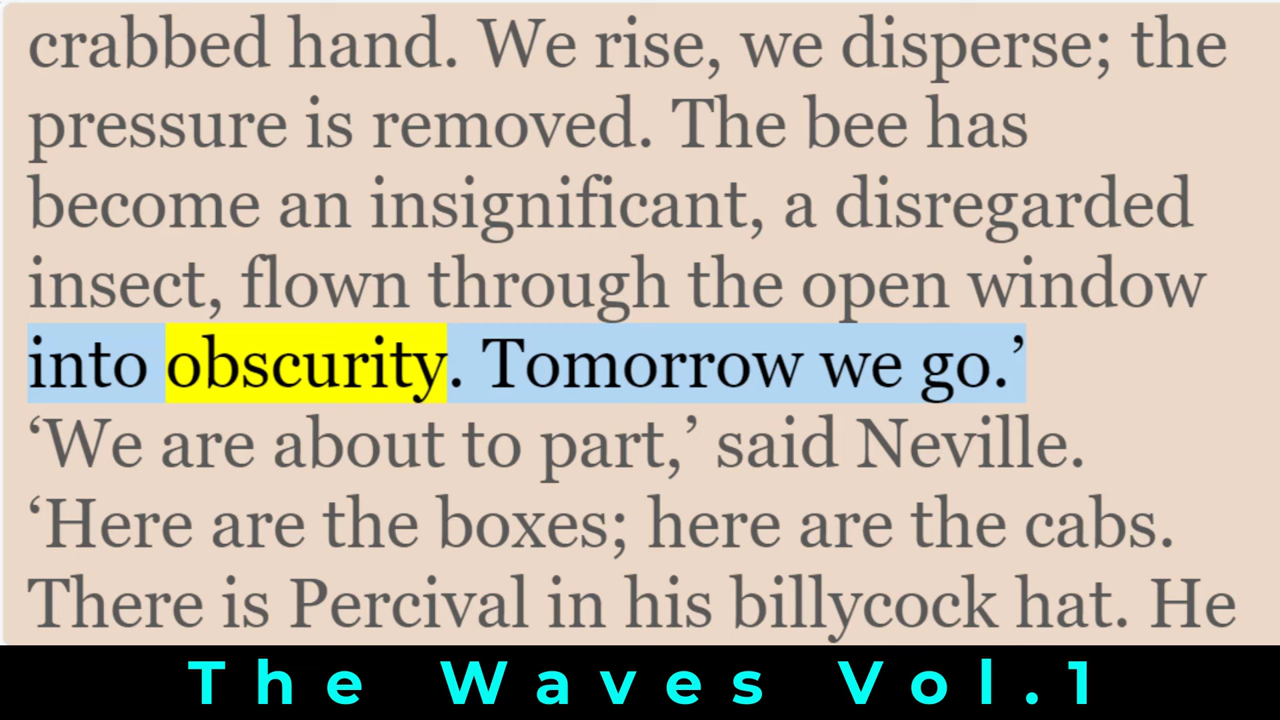 crabbed hand. We rise, we disperse; the
pressure is removed. The bee has
become an insignificant, a disregarded
insect, flown through the open window
into obscurity. Tomorrow we go.’
‘We are about to part,’ said Neville.
‘Here are the boxes; here are the cabs.
There is Percival in his billycock hat. He
The Waves Vol.1